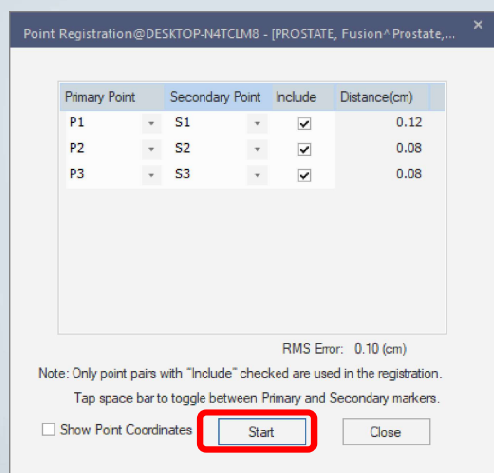 Point Registration@DESKTOP-N4TCLM8 - [PROSTATE, Fusion^Prostate,... ×
Primary Point Secondary Point Include Distance(cm)
P1 S1 0.12
P2 S2 0.08
P3 S3 0.08
RMS Error: 0.10 (cm)
Note: Only point pairs with "Include" checked are used in the registration.
Tap space bar to toggle between Primary and Secondary markers.
Show Pont Coordinates Start Close